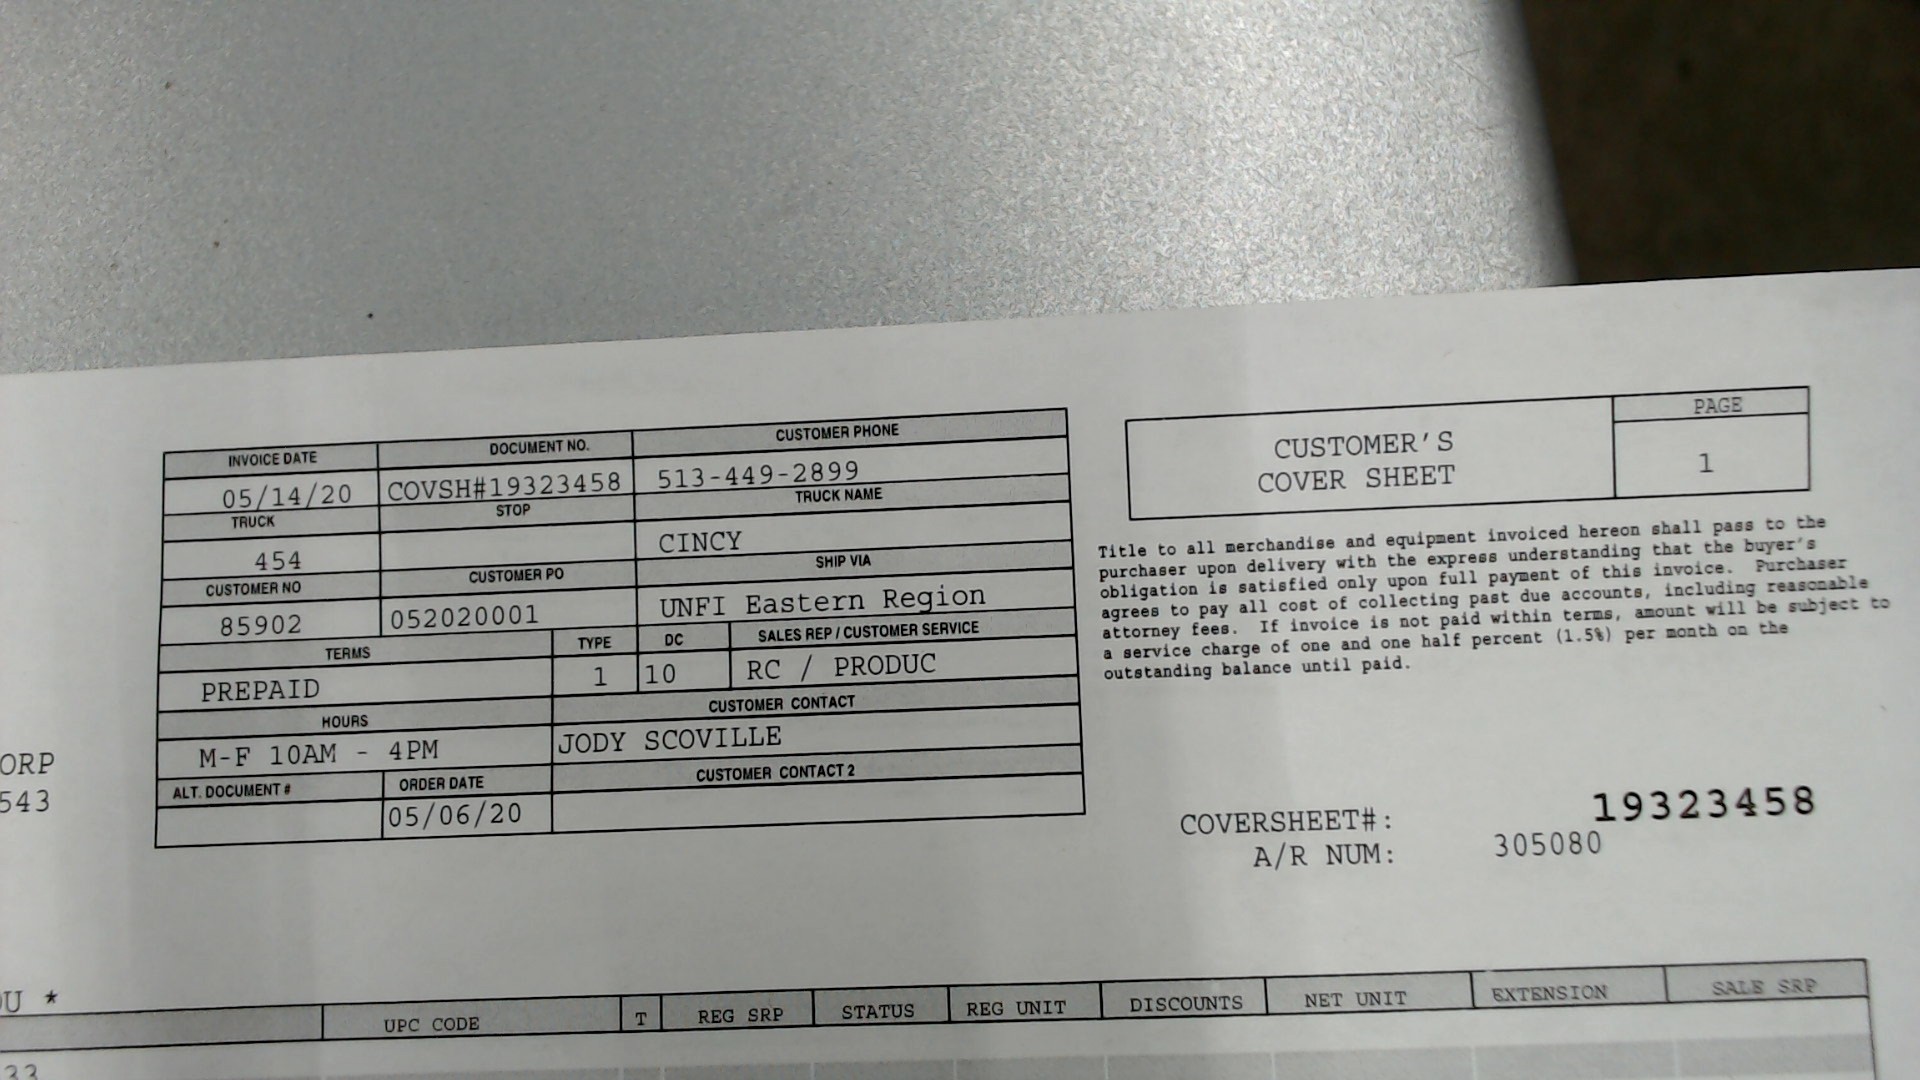 INVOICE DATE DOCUMENT NO. CUSTOMER PHONE
05/14/20 COVSH#19323458 513-449-2899
TRUCK STOP TRUCK NAME
454 CINCY
CUSTOMER NO CUSTOMER PO SHIP VIA
85902 052020001 UNFI Eastern Region
TERMS TYPE DC SALES REP / CUSTOMER SERVICE
PREPAID 1 10 RC / PRODUC
HOURS CUSTOMER CONTACT
M-F 10AM - 4PM JODY SCOVILLE
ALT. DOCUMENT # ORDER DATE CUSTOMER CONTACT 2
05/06/20
CUSTOMER'S
COVER SHEET
PAGE
1
Title to all merchandise and equipment invoiced hereon shall pass to the
purchaser upon delivery with the express understanding that the buyer's
obligation is satisfied only upon full payment of this invoice. Purchaser
agrees to pay all cost of collecting past due accounts, including reasonable
attorney fees. If invoice is not paid within terms, amount will be subject to
a service charge of one and one half percent (1.5%) per month on the
outstanding balance until paid.
ORP
543
COVERSHEET#: 19323458
A/R NUM: 305080
U *
UPC CODE T REG SRP STATUS REG UNIT DISCOUNTS NET UNIT EXTENSION SALE SRP
33